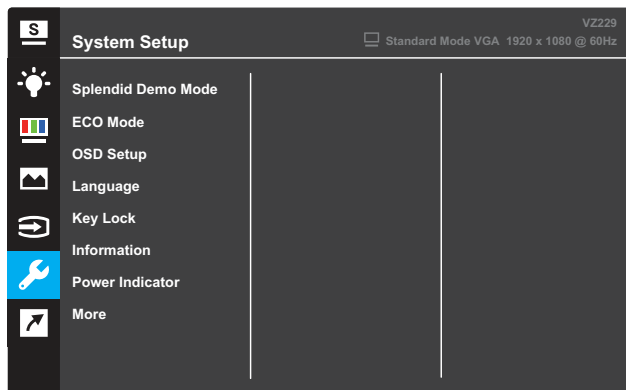 S
VZ229
System Setup
Standard Mode VGA 1920 x 1080 @ 60Hz
Splendid Demo Mode
ECO Mode
OSD Setup
Language
Key Lock
Information
Power Indicator
More